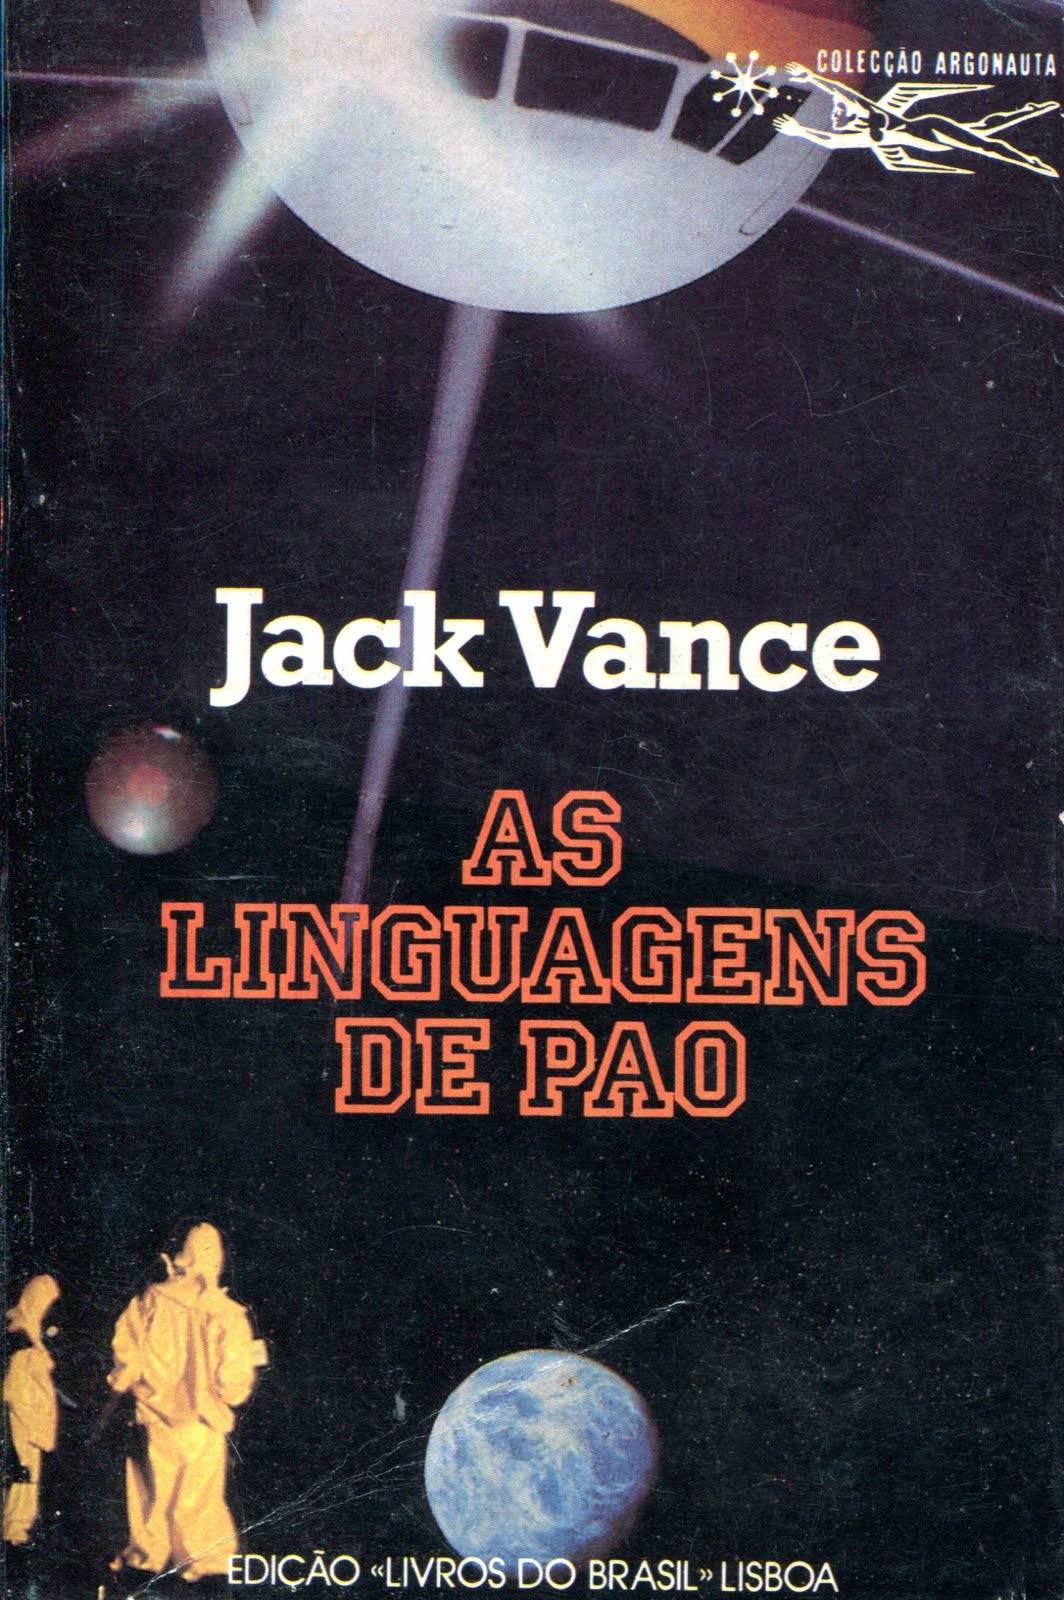 COLECÇÃO ARGONAUTA
Jack Vance
AS
LINGUAGENS
DE PAO
EDIÇÃO «LIVROS DO BRASIL» LISBOA